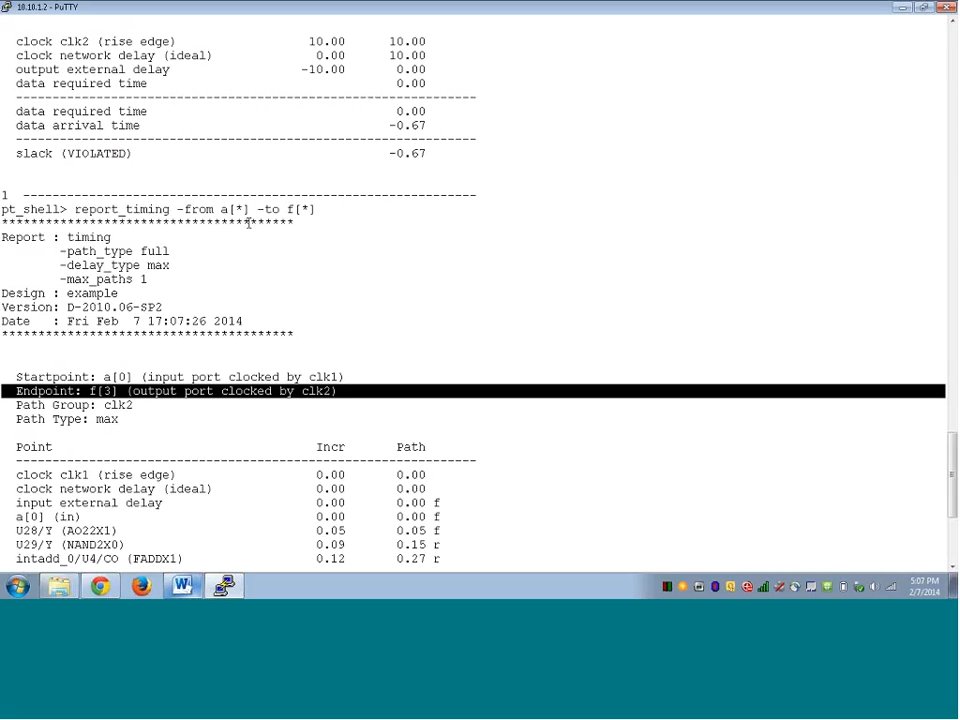 10.10.1.2 - PuTTY
clock clk2 (rise edge) 10.00 10.00
clock network delay (ideal) 0.00 10.00
output external delay -10.00 0.00
data required time 0.00
----------------------------------------------------------------
data required time 0.00
data arrival time -0.67
----------------------------------------------------------------
slack (VIOLATED) -0.67
1 --------------------------------------------------------------
pt_shell> report_timing -from a[*] -to f[*]
****************************************
Report : timing
-path_type full
-delay_type max
-max_paths 1
Design : example
Version: D-2010.06-SP2
Date : Fri Feb 7 17:07:26 2014
****************************************
Startpoint: a[0] (input port clocked by clk1)
Endpoint: f[3] (output port clocked by clk2)
Path Group: clk2
Path Type: max
Point Incr Path
----------------------------------------------------------------
clock clk1 (rise edge) 0.00 0.00
clock network delay (ideal) 0.00 0.00
input external delay 0.00 0.00 f
a[0] (in) 0.00 0.00 f
U28/Y (AO22X1) 0.05 0.05 f
U29/Y (NAND2X0) 0.09 0.15 r
intadd_0/U4/CO (FADDX1) 0.12 0.27 r
5:07 PM
2/7/2014